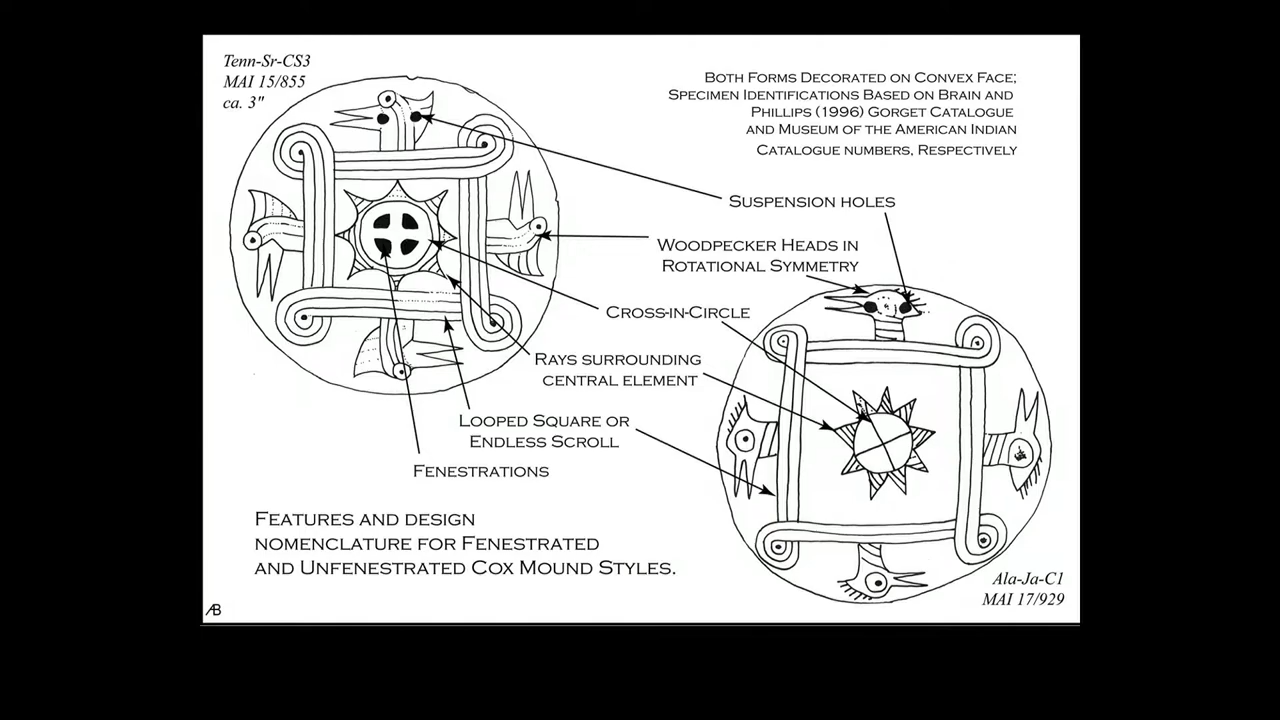 Tenn-Sr-CS3
MAI 15/855
ca. 3"
BOTH FORMS DECORATED ON CONVEX FACE;
SPECIMEN IDENTIFICATIONS BASED ON BRAIN AND
PHILLIPS (1996) GORGET CATALOGUE
AND MUSEUM OF THE AMERICAN INDIAN
CATALOGUE NUMBERS, RESPECTIVELY
SUSPENSION HOLES
WOODPECKER HEADS IN
ROTATIONAL SYMMETRY
CROSS-IN-CIRCLE
RAYS SURROUNDING
CENTRAL ELEMENT
LOOPED SQUARE OR
ENDLESS SCROLL
FENESTRATIONS
FEATURES AND DESIGN
NOMENCLATURE FOR FENESTRATED
AND UNFENESTRATED COX MOUND STYLES.
Ala-Ja-C1
MAI 17/929
AB